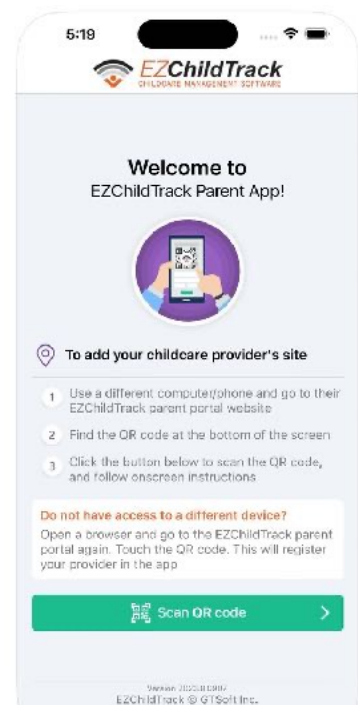 5:19
EZChildTrack
CHILDCARE MANAGEMENT SOFTWARE
Welcome to
EZChildTrack Parent App!
To add your childcare provider's site
1 Use a different computer/phone and go to their
EZChildTrack parent portal website
2 Find the QR code at the bottom of the screen
3 Click the button below to scan the QR code,
and follow onscreen instructions
Do not have access to a different device?
Open a browser and go to the EZChildTrack parent
portal again. Touch the QR code. This will register
your provider in the app
Scan QR code
Version
EZChildTrack @ GTSoft Inc.